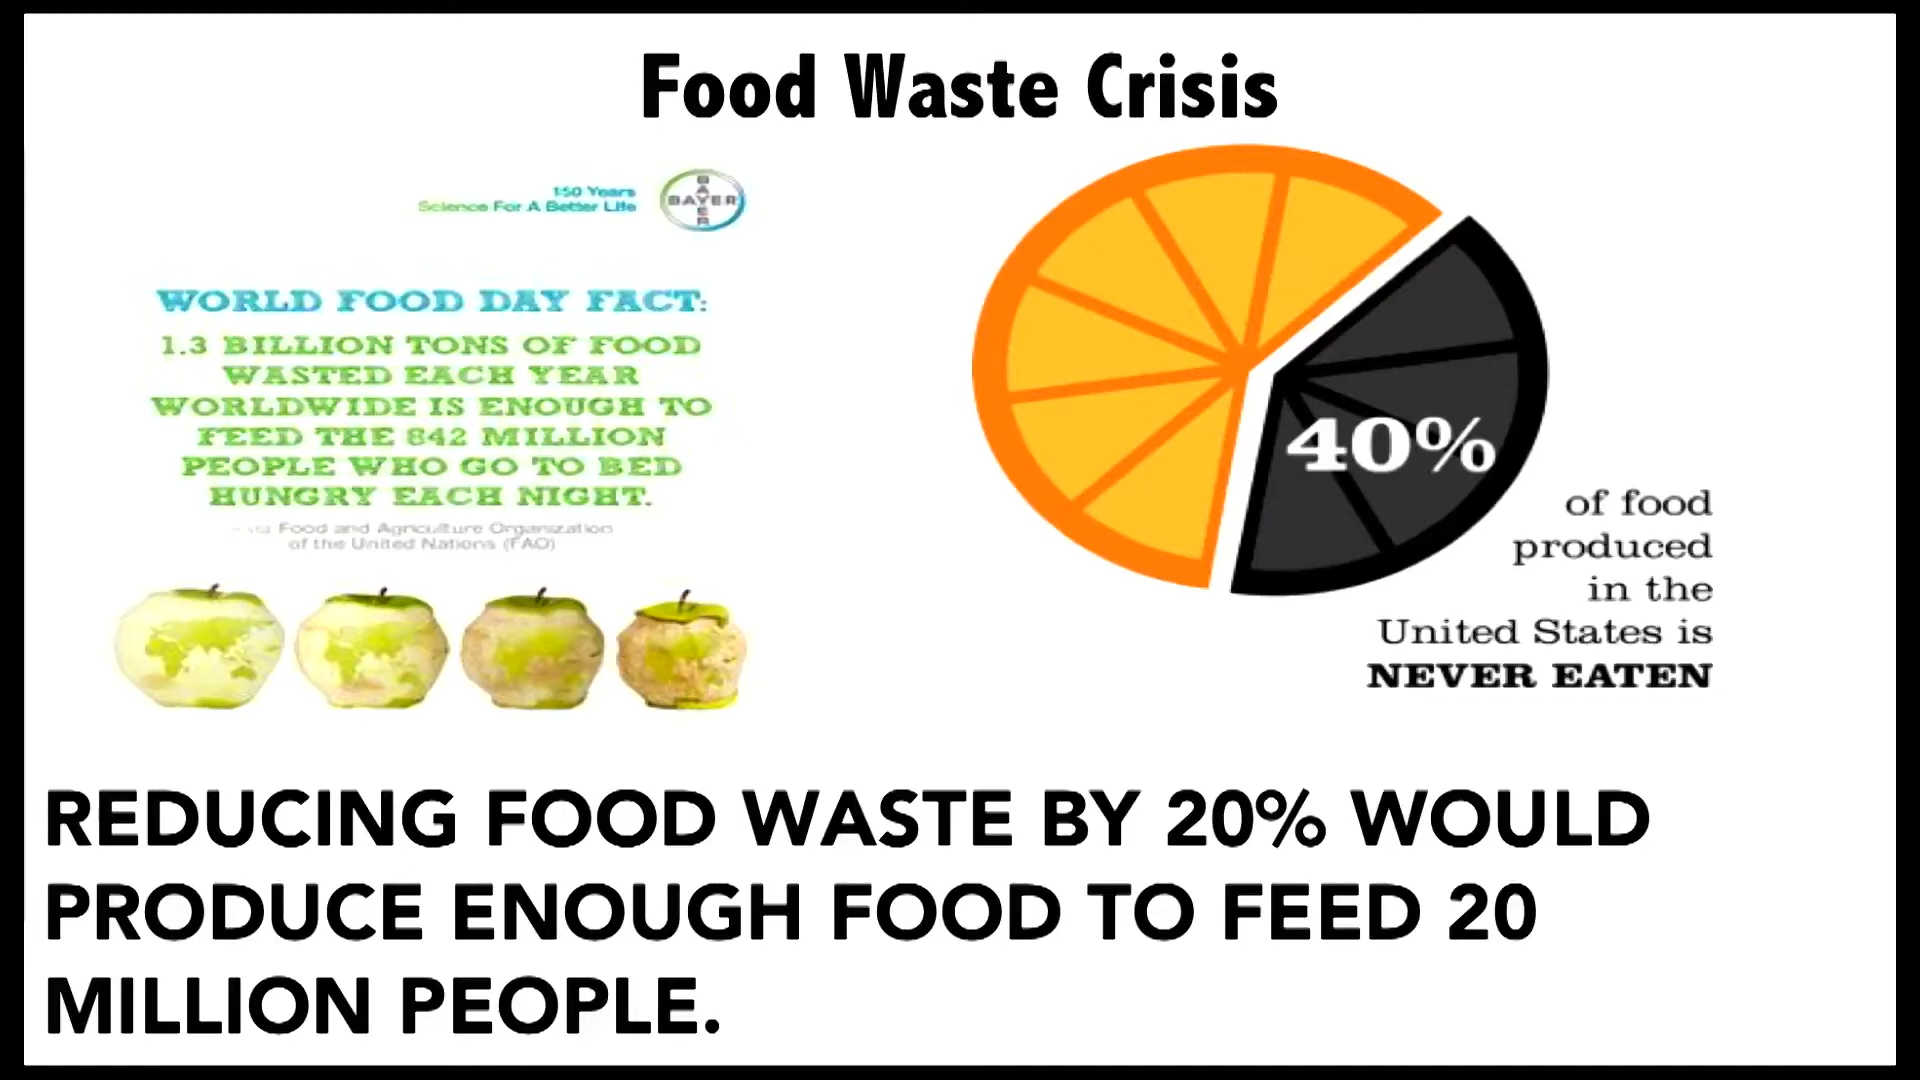 Food Waste Crisis
150 Years
Science For A Better Life
BAYER
BAYER
WORLD FOOD DAY FACT:
1.3 BILLION TONS OF FOOD
WASTED EACH YEAR
WORLDWIDE IS ENOUGH TO
FEED THE 842 MILLION
PEOPLE WHO GO TO BED
HUNGRY EACH NIGHT.
Food and Agriculture Organization
of the United Nations (FAO)
40%
of food
produced
in the
United States is
NEVER EATEN
REDUCING FOOD WASTE BY 20% WOULD
PRODUCE ENOUGH FOOD TO FEED 20
MILLION PEOPLE.